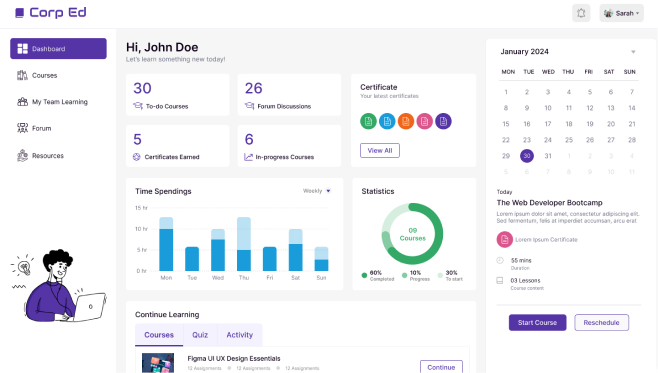 Corp Ed
Sarah
Dashboard
Courses
My Team Learning
Forum
Resources
Hi, John Doe
Let's learn something new today!
30
To-do Courses
26
Forum Discussions
5
Certificates Earned
6
In-progress Courses
Certificate
Your latest certificates
View All
Time Spendings
Weekly
15 hr
10 hr
5 hr
0 hr
Mon Tue Wed Thu Fri Sat Sun
Statistics
09
Courses
60% 10% 30%
Completed Progress To start
Continue Learning
Courses Quiz Activity
Figma UI UX Design Essentials
12 Assignments 12 Assignments 12 Assignments
Continue
January 2024
MON TUE WED THU FRI SAT SUN
1 2 3 4 5 6 7
8 9 10 11 12 13 14
15 16 17 18 19 20 21
22 23 24 25 26 27 28
29 30 31 1 2 3 4
5 6 7 8 9 10 11
Today
The Web Developer Bootcamp
Lorem ipsum dolor sit amet, consectetur adipiscing elit.
Sed fermentum, felis at imperdiet accumsan, arcu erat
Lorem Ipsum Certificate
55 mins
Duration
03 Lessons
Course content
Start Course
Reschedule